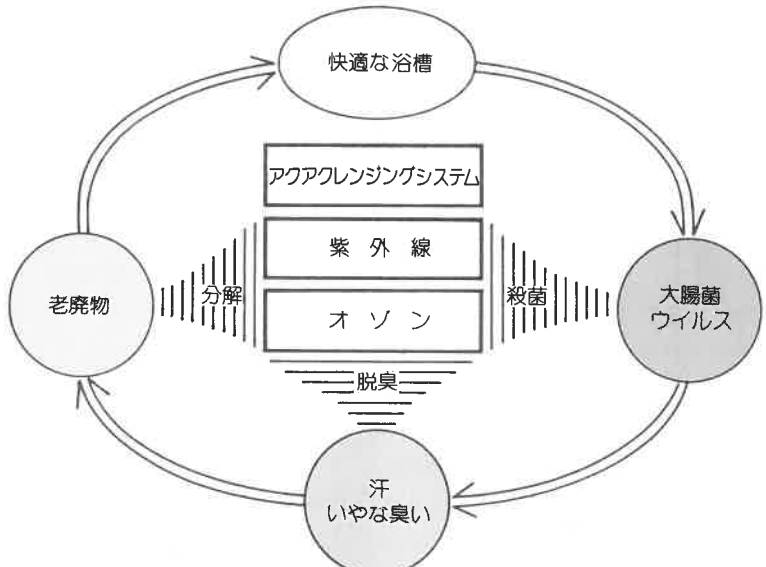 快適な浴槽
アクアクレンジングシステム
紫外線
オゾン
老廃物
分解
殺菌
大腸菌
ウイルス
脱臭
汗
いやな臭い